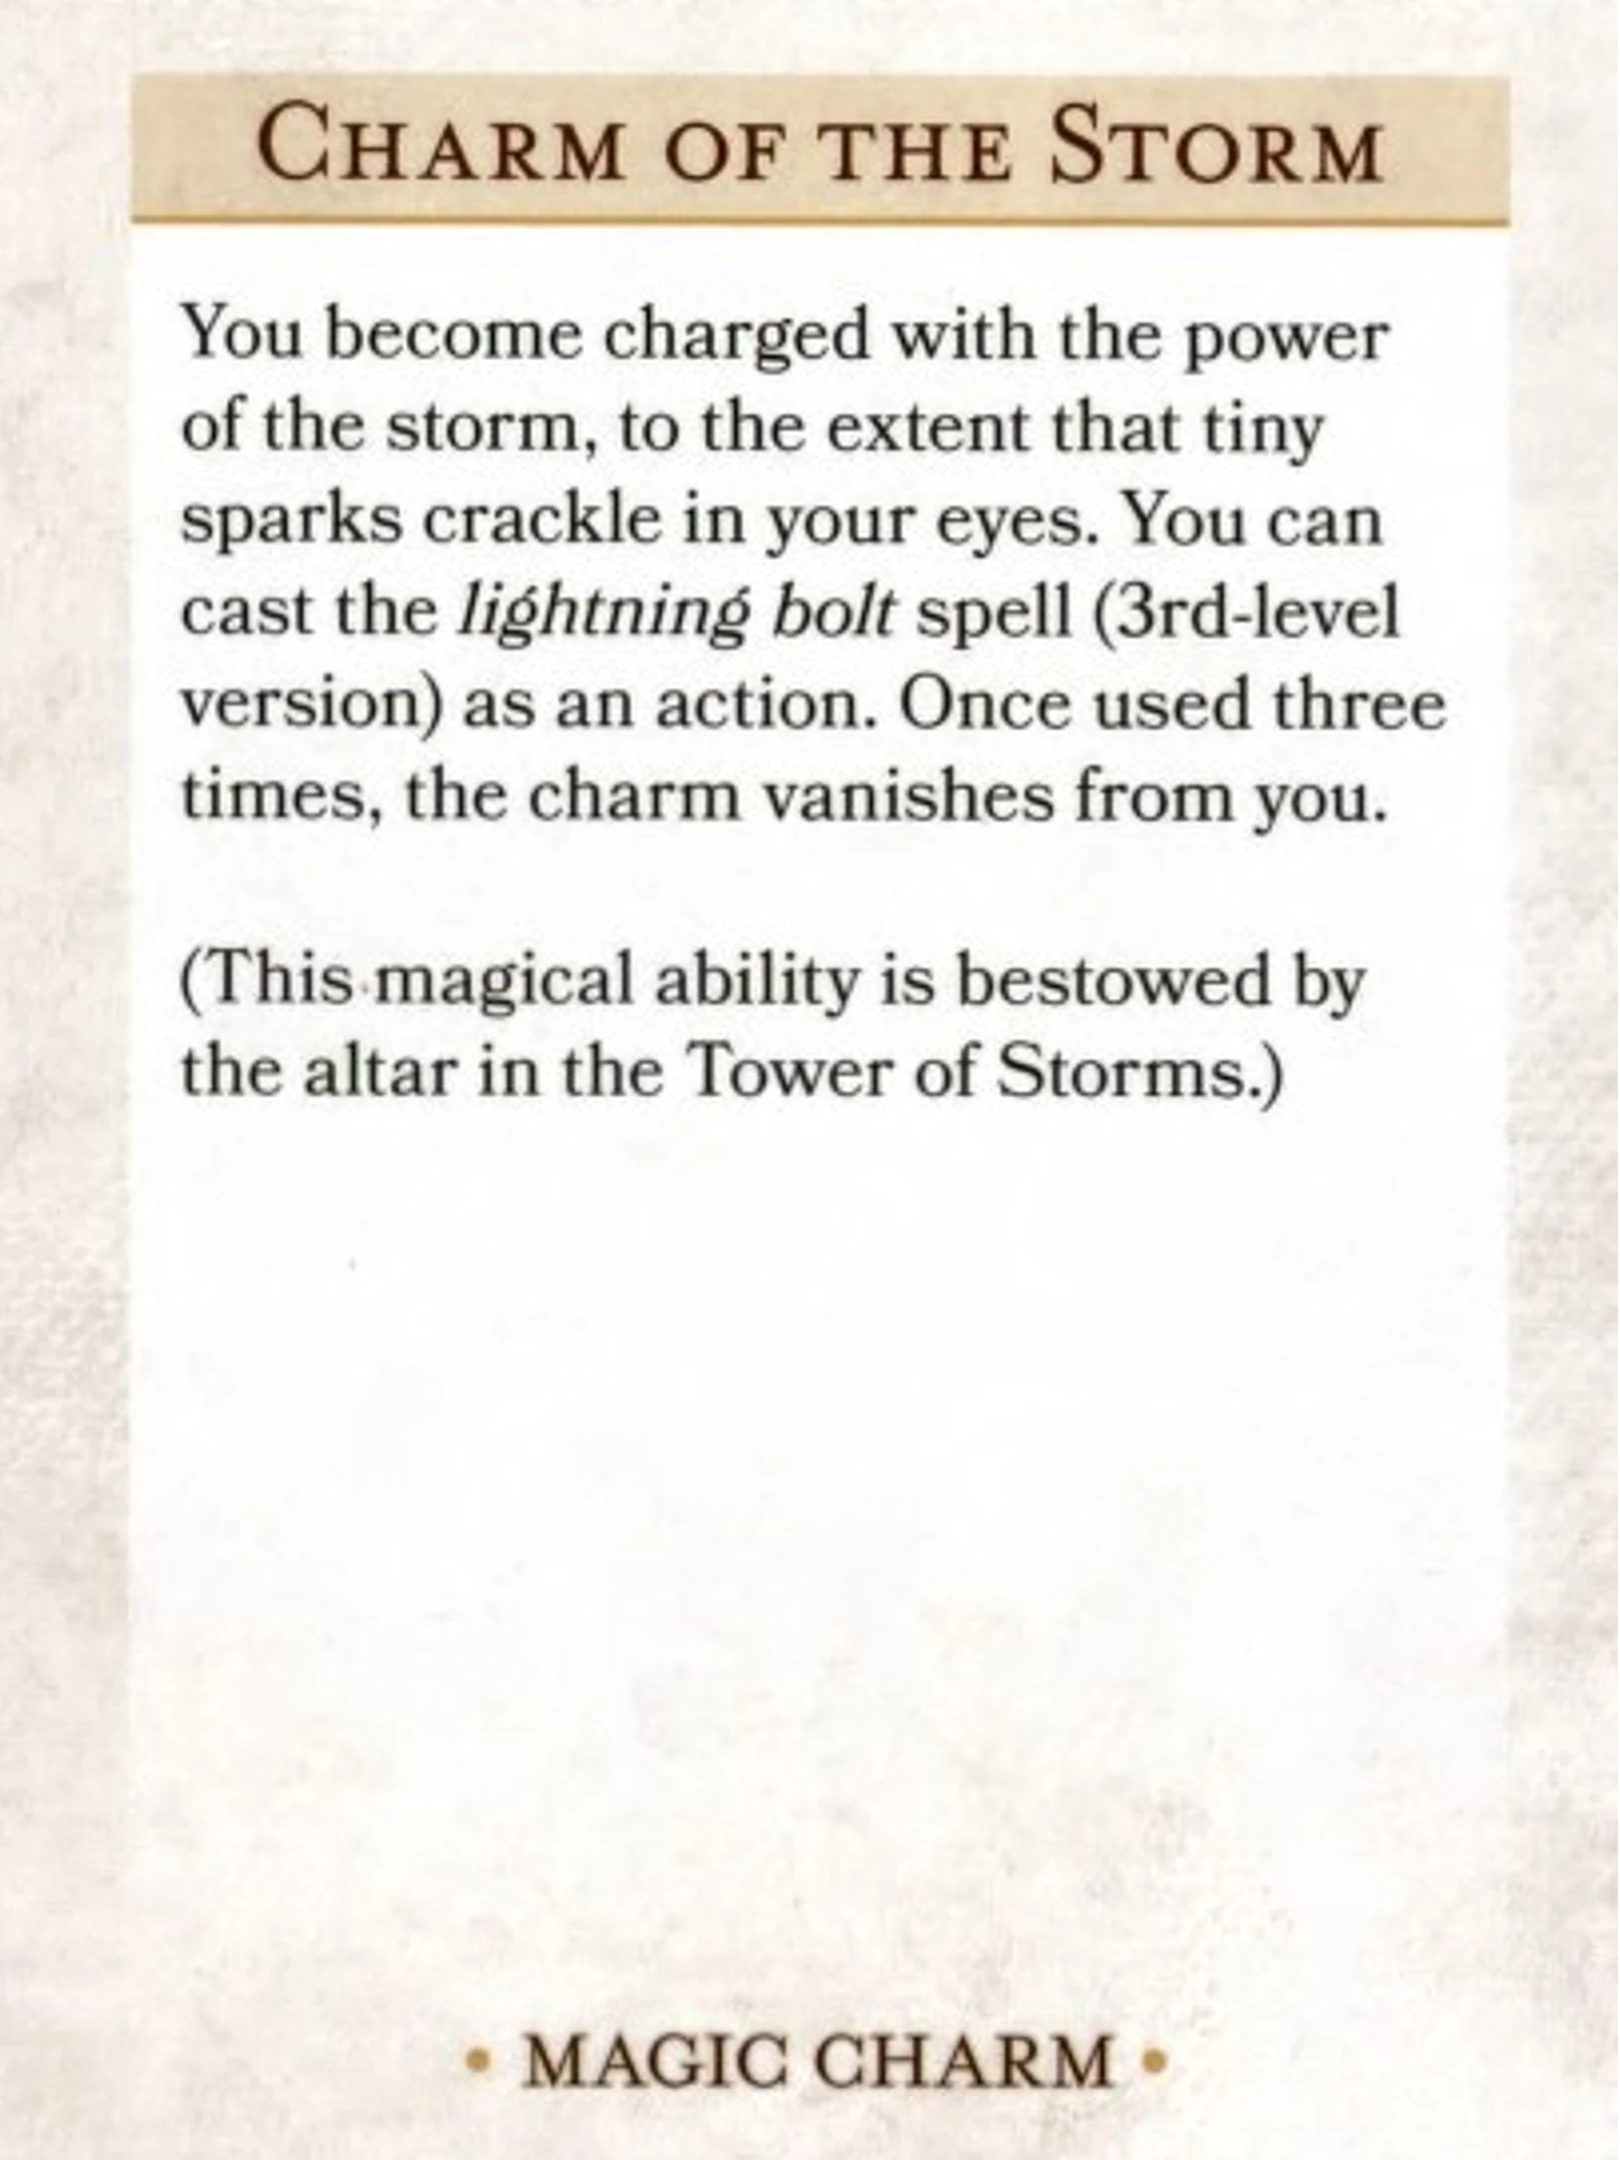 CHARM OF THE STORM
You become charged with the power
of the storm, to the extent that tiny
sparks crackle in your eyes. You can
cast the lightning bolt spell (3rd-level
version) as an action. Once used three
times, the charm vanishes from you.
(This magical ability is bestowed by
the altar in the Tower of Storms.)
• MAGIC CHARM •